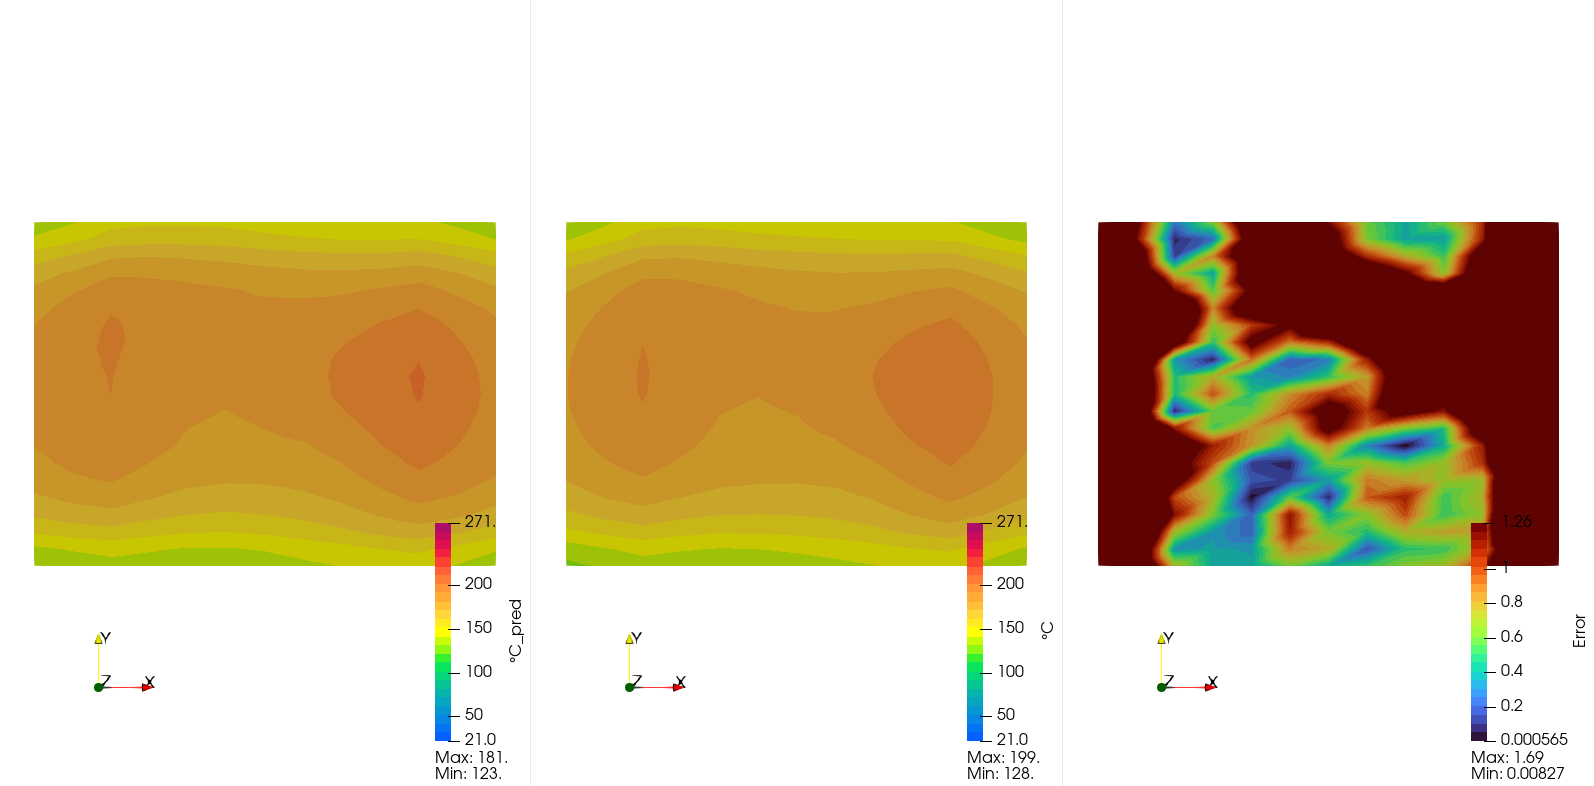 271.
200
150
100
50
21.0
°C_pred
Max: 181.
Min: 123.
Y
Z
X
271.
200
150
100
50
21.0
°C
Max: 199.
Min: 128.
Y
Z
X
1.26
1
0.8
0.6
0.4
0.2
0.000565
Error
Max: 1.69
Min: 0.00827
Y
Z
X